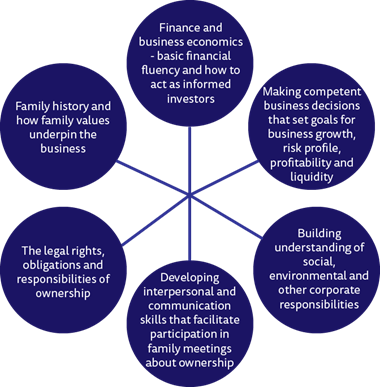 Finance and
business economics
- basic financial
fluency and how to
act as informed
investors
Making competent
business decisions
that set goals for
business growth,
risk profile,
profitability and
liquidity
Building
understanding of
social,
environmental and
other corporate
responsibilities
Developing
interpersonal and
communication
skills that facilitate
participation in
family meetings
about ownership
The legal rights,
obligations and
responsibilities of
ownership
Family history and
how family values
underpin the
business